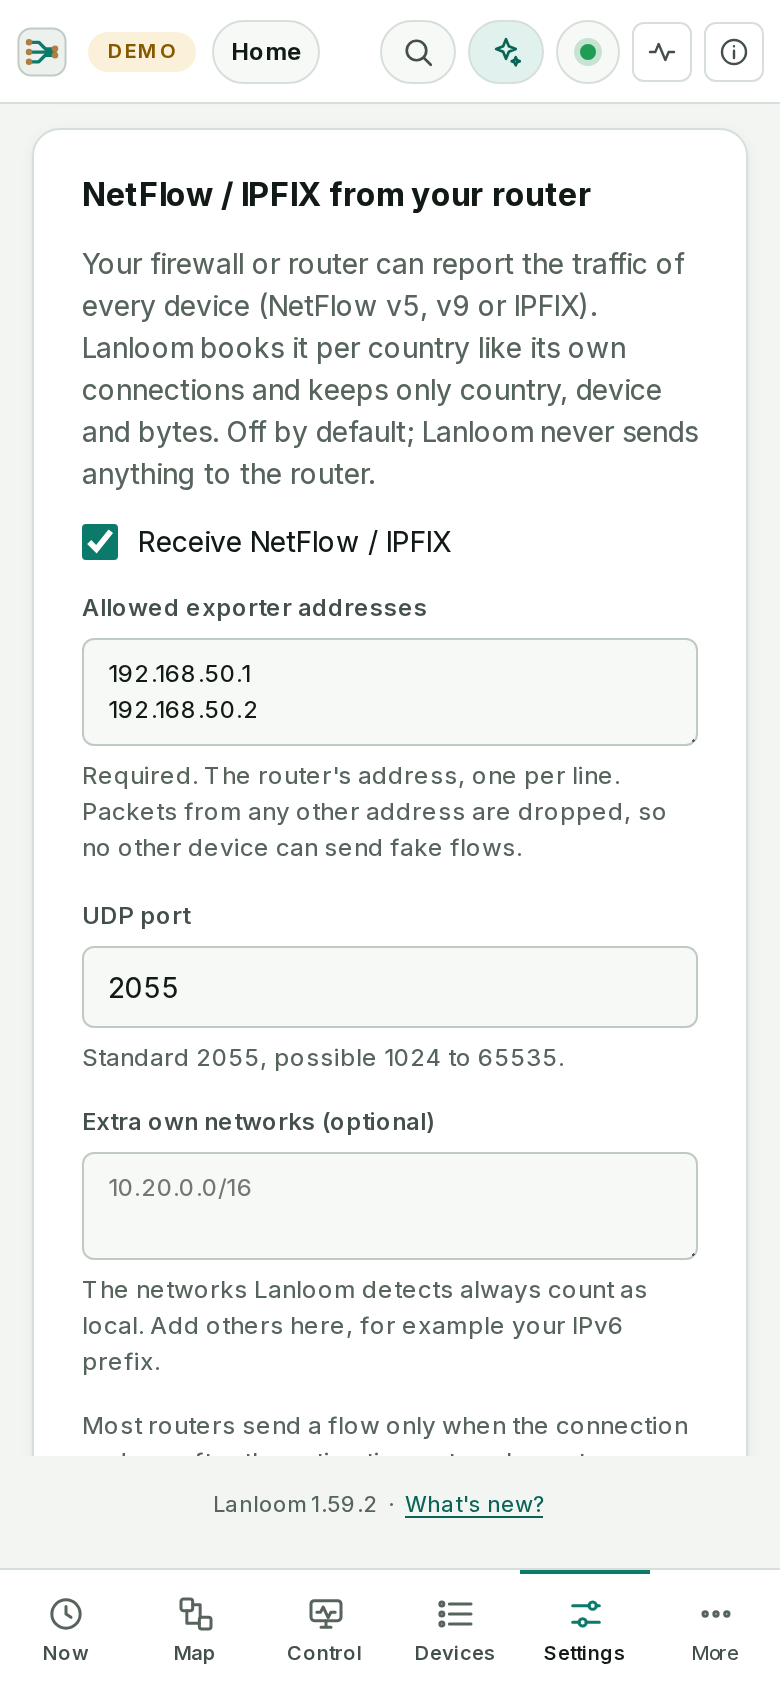 DEMO
Home
NetFlow / IPFIX from your router
Your firewall or router can report the traffic of
every device (NetFlow v5, v9 or IPFIX).
Lanloom books it per country like its own
connections and keeps only country, device
and bytes. Off by default; Lanloom never sends
anything to the router.
Receive NetFlow / IPFIX
Allowed exporter addresses
192.168.50.1
192.168.50.2
Required. The router's address, one per line.
Packets from any other address are dropped, so
no other device can send fake flows.
UDP port
2055
Standard 2055, possible 1024 to 65535.
Extra own networks (optional)
10.20.0.0/16
The networks Lanloom detects always count as
local. Add others here, for example your IPv6
prefix.
Most routers send a flow only when the connection
Lanloom 1.59.2 · What's new?
Now
Map
Control
Devices
Settings
More